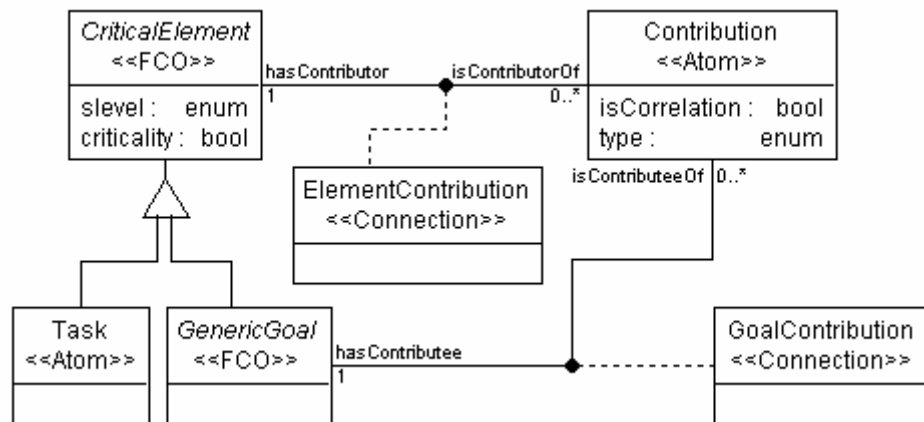 CriticalElement
<<FCO>>
slevel : enum
criticality : bool
hasContributor
1
isContributorOf
0..*
Contribution
<<Atom>>
isCorrelation : bool
type : enum
isContributeeOf
0..*
ElementContribution
<<Connection>>
Task
<<Atom>>
GenericGoal
<<FCO>>
hasContributee
1
GoalContribution
<<Connection>>